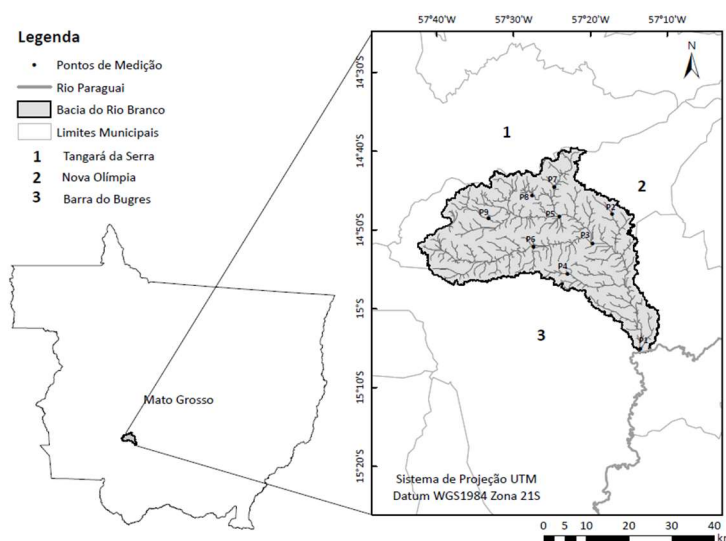 Legenda
Pontos de Medição
Rio Paraguai
Bacia do Rio Branco
Limites Municipais
1 Tangará da Serra
2 Nova Olímpia
3 Barra do Bugres
Mato Grosso
57°40'W 57°30'W 57°20'W 57°10'W
14°30'S
14°40'S
14°50'S
15°S
15°10'S
15°20'S
N
1
2
3
P7
P8
P9
P5
P2
P3
P6
P4
P1
Sistema de Projeção UTM
Datum WGS1984 Zona 21S
0 5 10 20 30 40
km